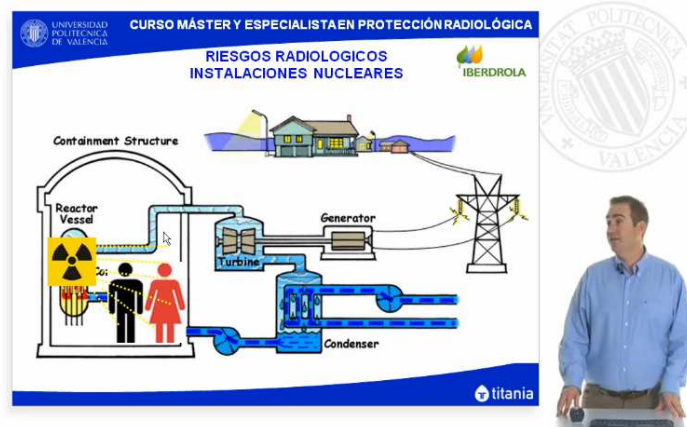 UNIVERSIDAD
POLITECNICA
DE VALENCIA
CURSO MÁSTER Y ESPECIALISTA EN PROTECCIÓN RADIOLÓGICA
RIESGOS RADIOLOGICOS
INSTALACIONES NUCLEARES
IBERDROLA
Containment Structure
Reactor
Vessel
Generator
Turbine
Condenser
titania